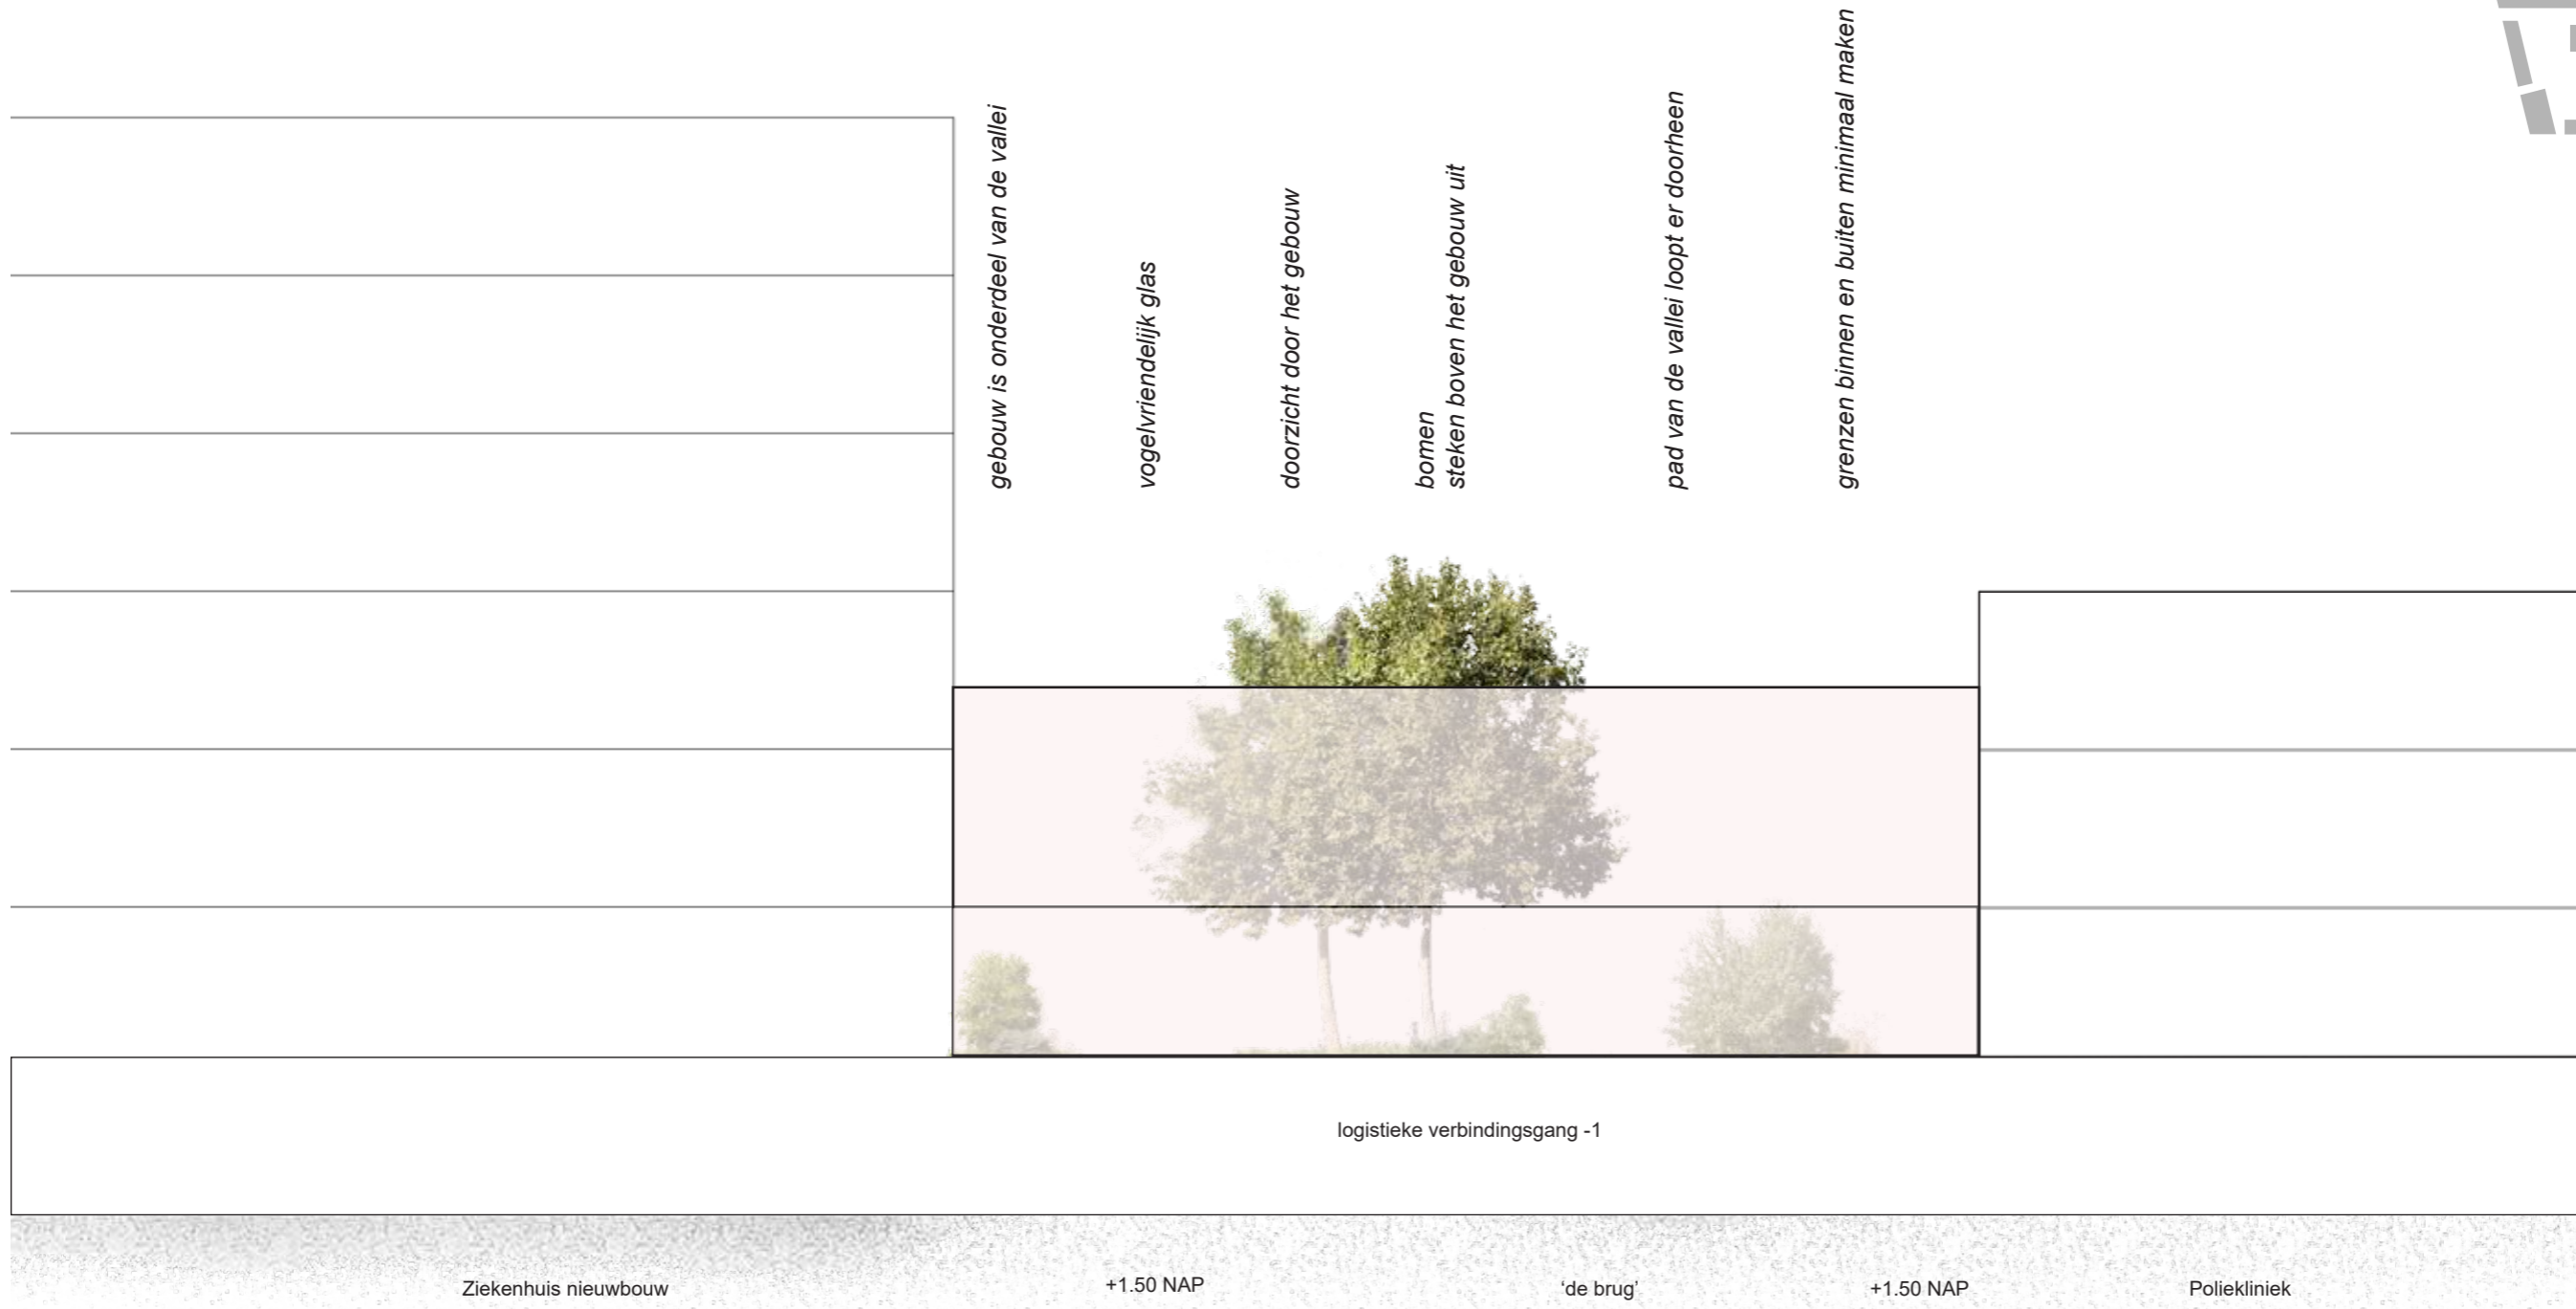 gebouw is onderdeel van de vallei
vogelvriendelijk glas
doorzicht door het gebouw
bomen
steken boven het gebouw uit
pad van de vallei loopt er doorheen
grenzen binnen en buiten minimaal maken
logistieke verbindingsgang -1
Ziekenhuis nieuwbouw
+1.50 NAP
‘de brug’
+1.50 NAP
Poliekliniek